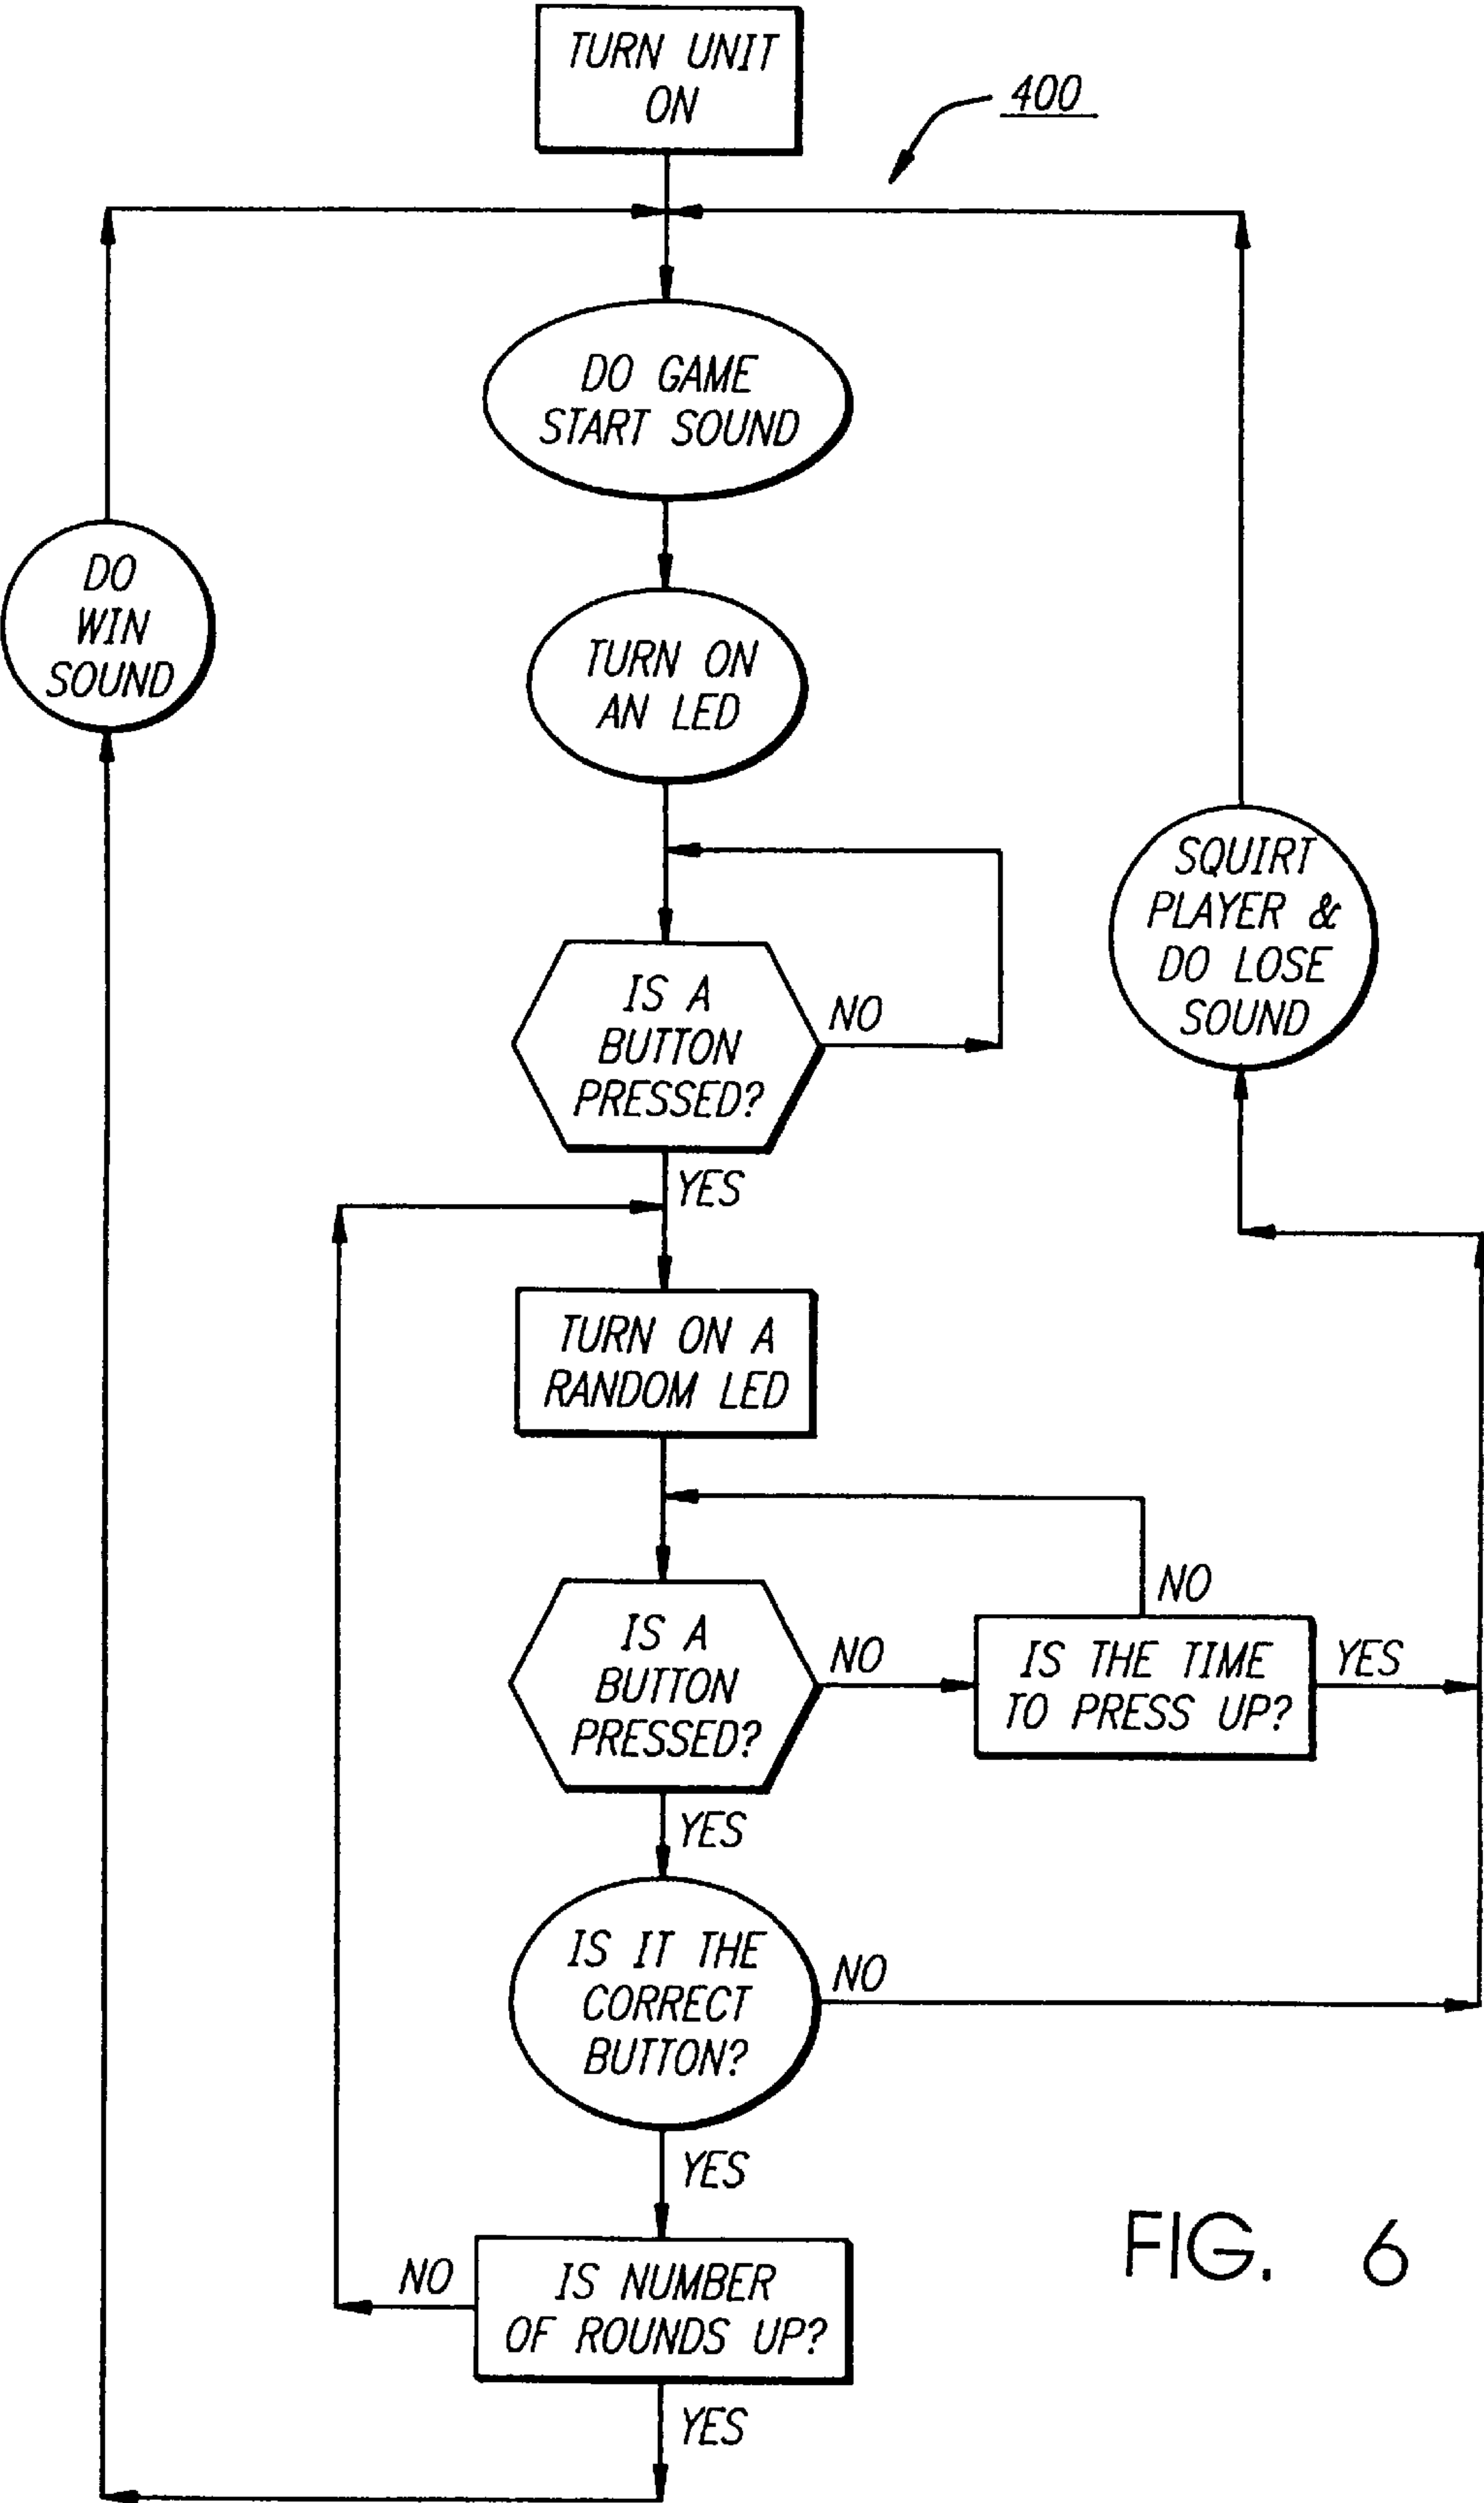 TURN UNIT
ON
400
DO GAME
START SOUND
DO
WIN
SOUND
TURN ON
AN LED
SQUIRT
PLAYER &
DO LOSE
SOUND
IS A
BUTTON
PRESSED?
NO
YES
TURN ON A
RANDOM LED
IS A
BUTTON
PRESSED?
NO
IS THE TIME
TO PRESS UP?
NO
YES
YES
IS IT THE
CORRECT
BUTTON?
NO
YES
IS NUMBER
OF ROUNDS UP?
NO
YES
FIG. 6